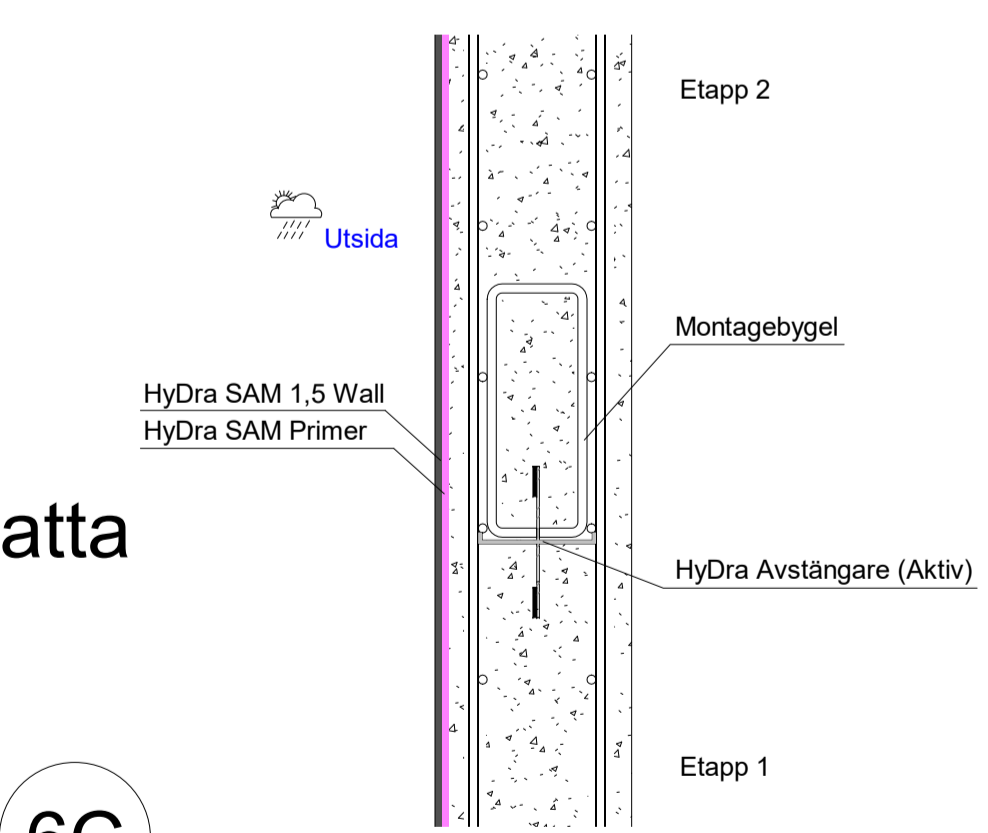 Etapp 2
Utsida
Montagebygel
HyDra SAM 1,5 Wall
HyDra SAM Primer
atta
HyDra Avstängare (Aktiv)
Etapp 1